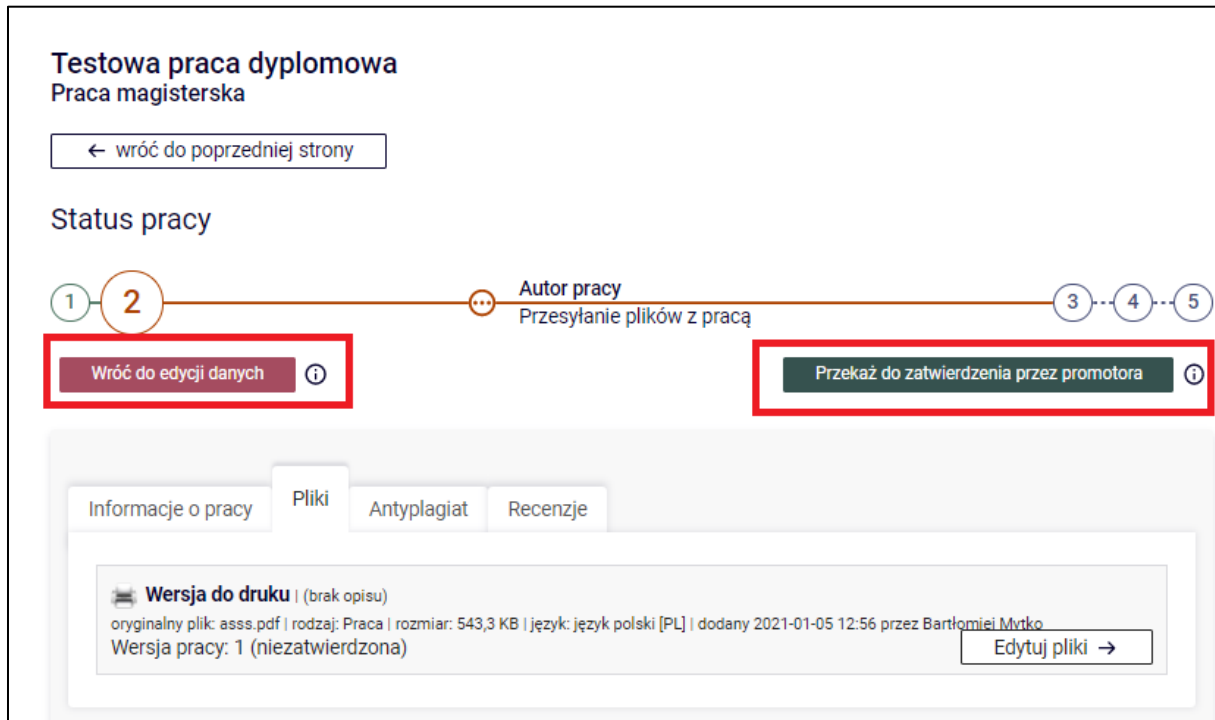 Testowa praca dyplomowa
Praca magisterska
← wróć do poprzedniej strony
Status pracy
1 2 Autor pracy 3 4 5
Przesyłanie plików z pracą
Wróć do edycji danych Przekaż do zatwierdzenia przez promotora
Informacje o pracy Pliki Antyplagiat Recenzje
Wersja do druku | (brak opisu)
oryginalny plik: asss.pdf | rodzaj: Praca | rozmiar: 543,3 KB | język: język polski [PL] | dodany 2021-01-05 12:56 przez Bartłomiej Mytko
Wersja pracy: 1 (niezatwierdzona) Edytuj pliki →